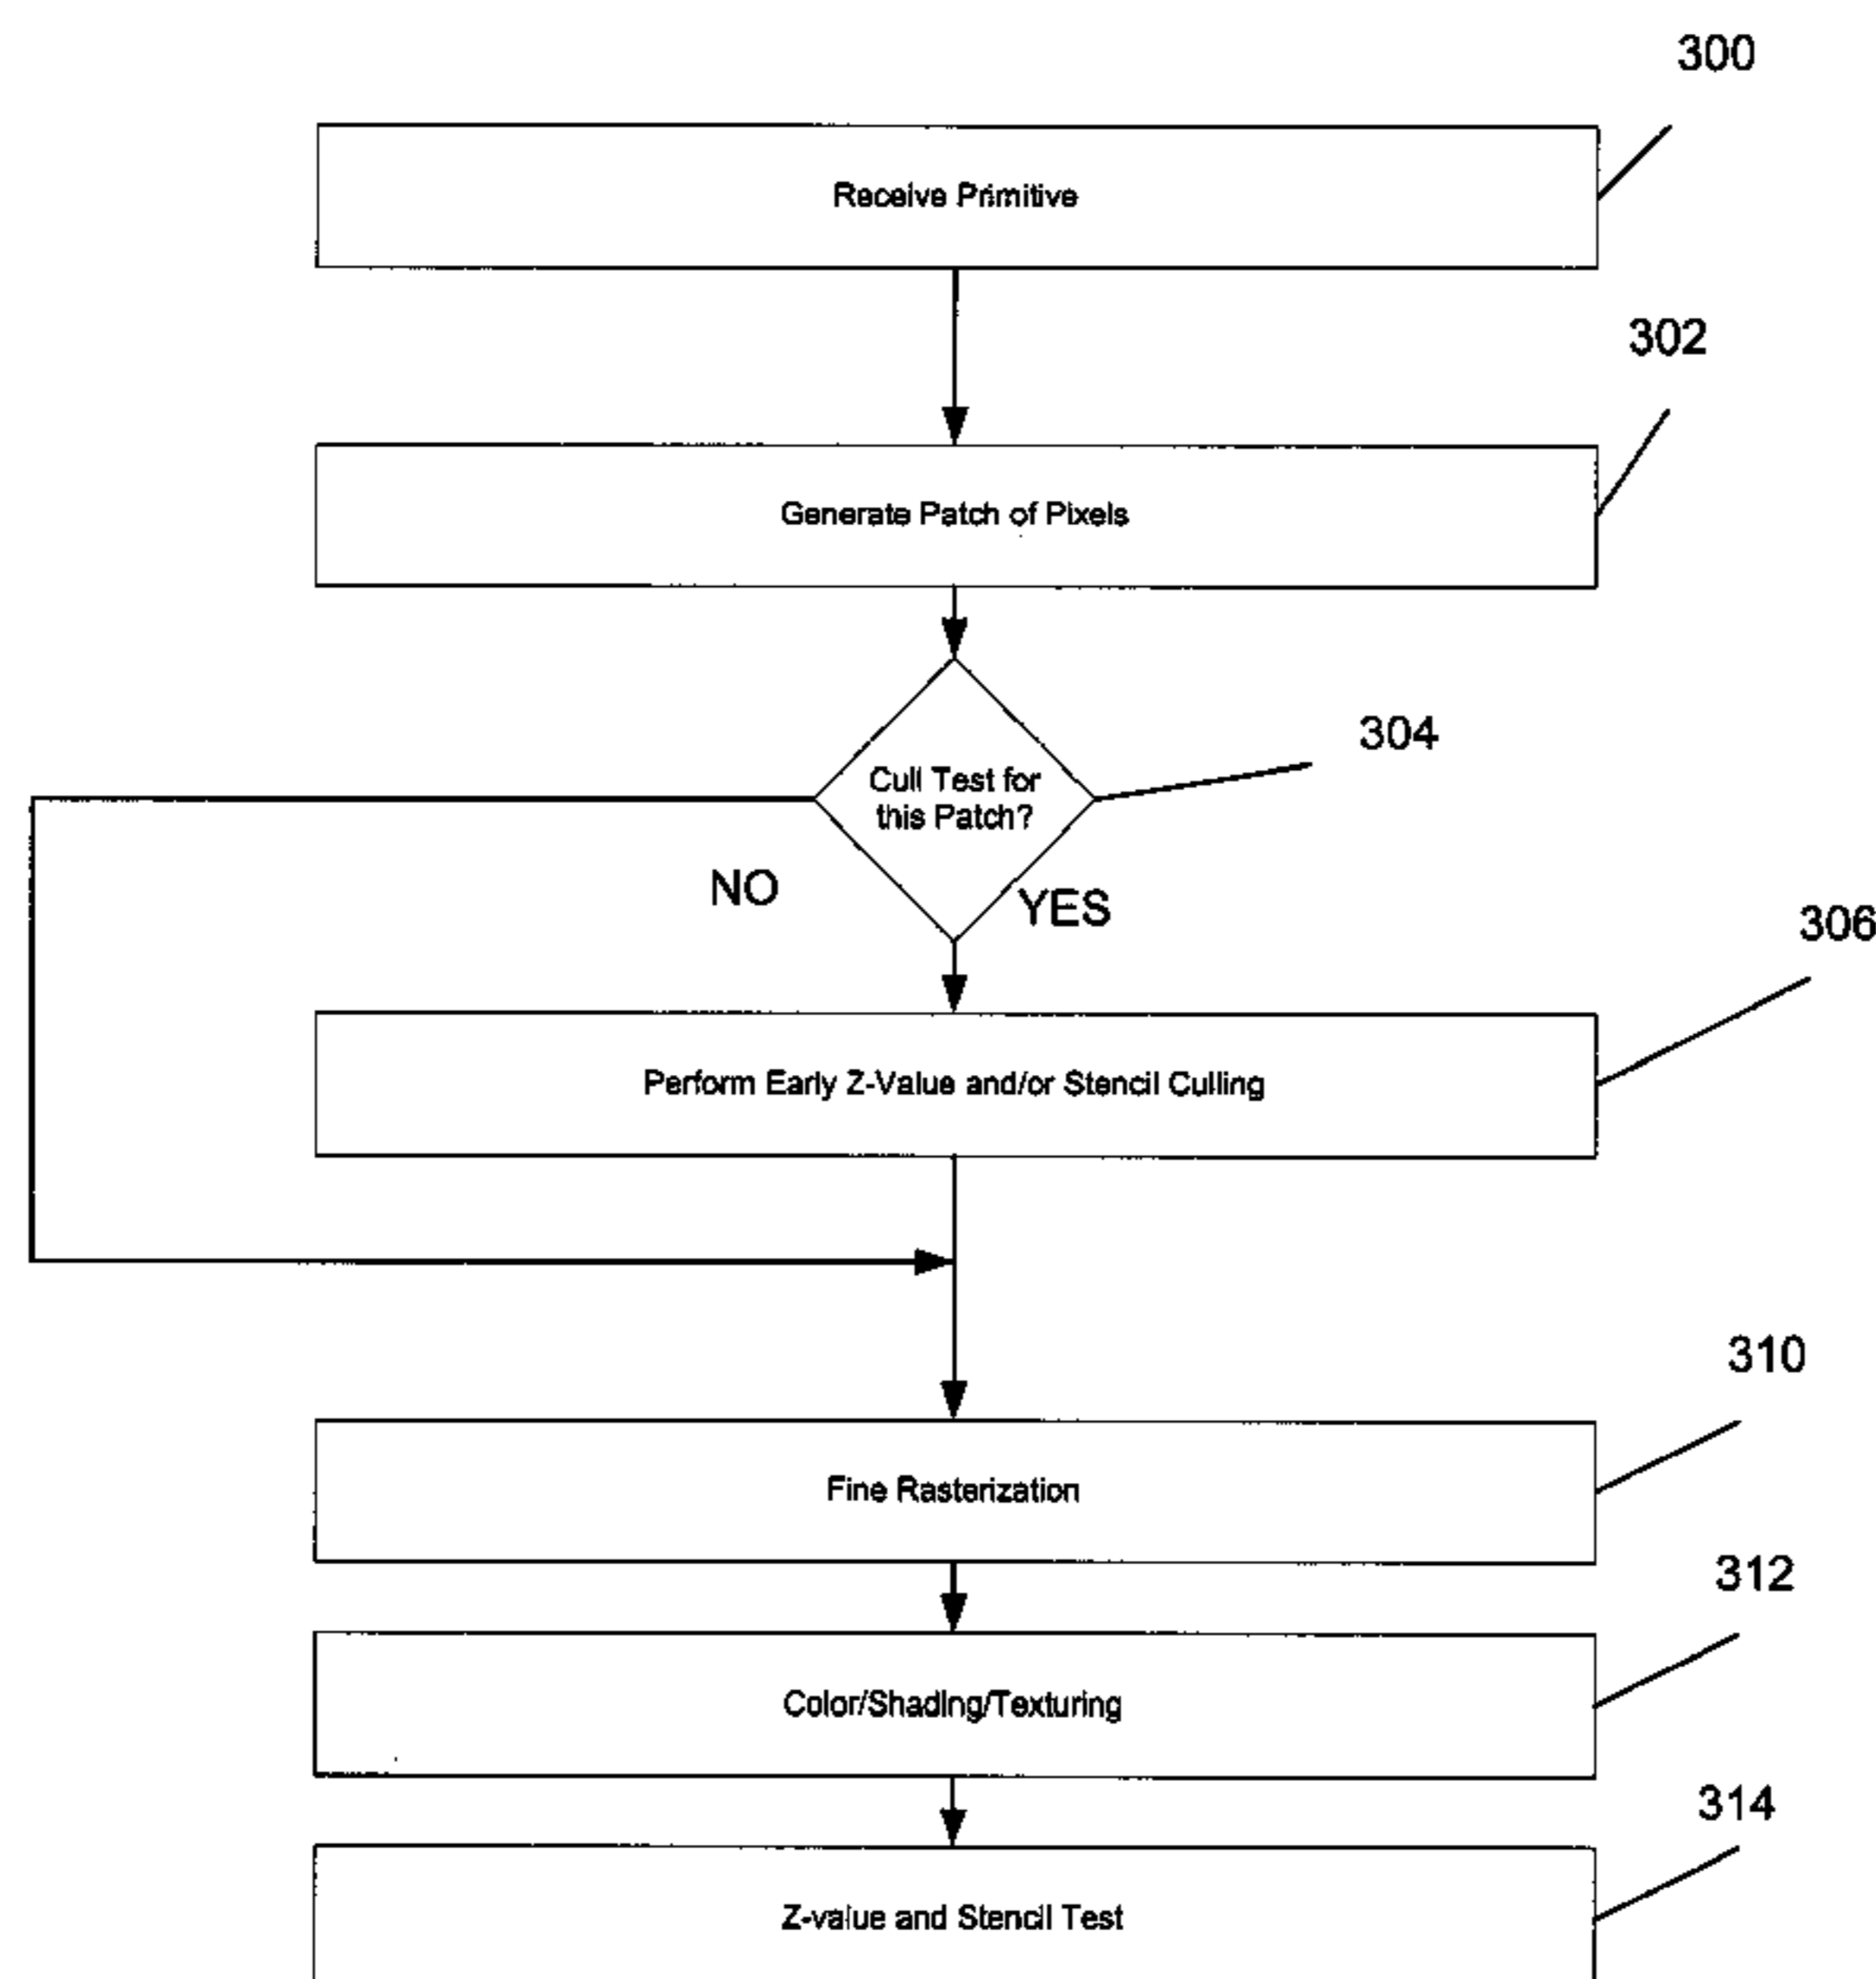 300
Receive Primitive
302
Generate Patch of Pixels
304
Cull Test for
this Patch?
NO
YES
306
Perform Early Z-Value and/or Stencil Culling
310
Fine Rasterization
312
Color/Shading/Texturing
314
Z-value and Stencil Test